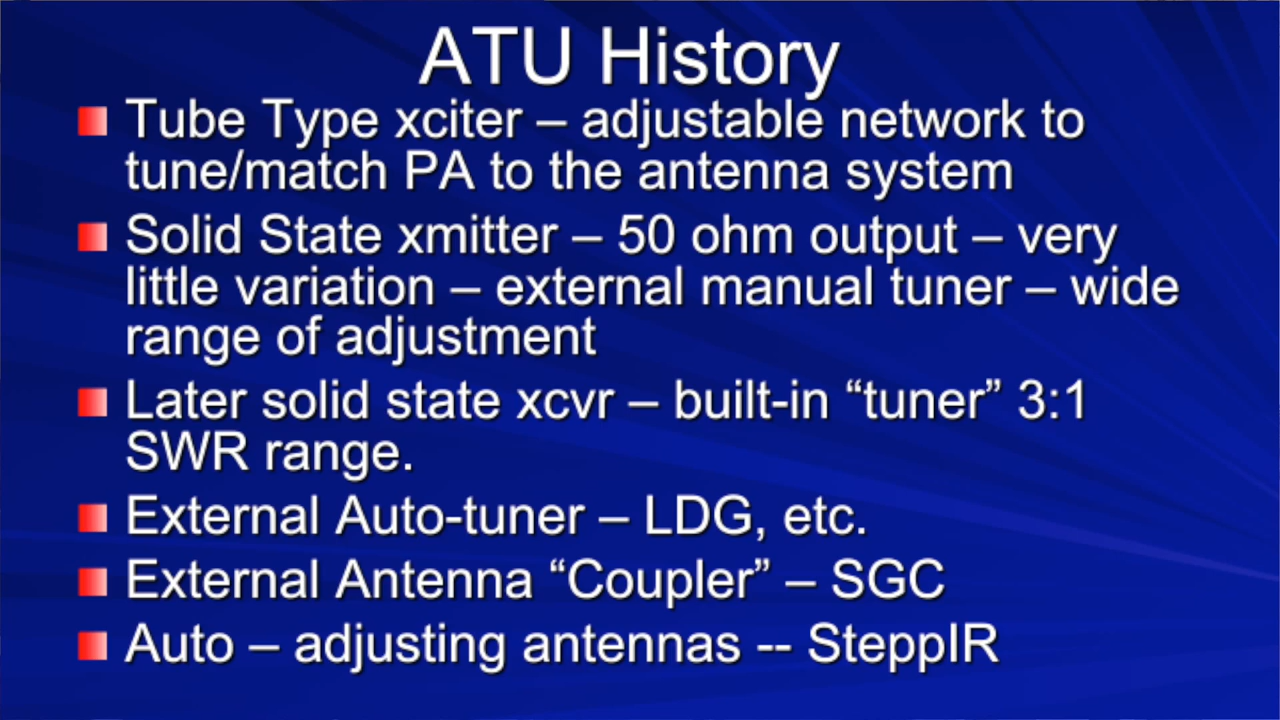 ATU History
Tube Type xciter – adjustable network to
tune/match PA to the antenna system
Solid State xmitter – 50 ohm output – very
little variation – external manual tuner – wide
range of adjustment
Later solid state xcvr – built-in “tuner” 3:1
SWR range.
External Auto-tuner – LDG, etc.
External Antenna “Coupler” – SGC
Auto – adjusting antennas -- SteppIR